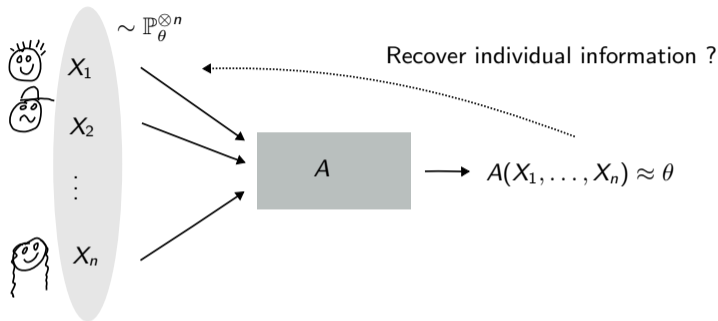 ∼ ℙ_θ^{⊗n}
Recover individual information ?
X₁
X₂
⋮
Xₙ
A
A(X₁, . . . , Xₙ) ≈ θ